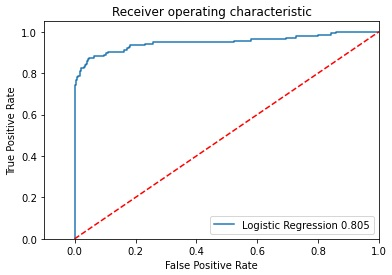 Receiver operating characteristic
True Positive Rate
1.0
0.8
0.6
0.4
0.2
0.0
Logistic Regression 0.805
0.0 0.2 0.4 0.6 0.8 1.0
False Positive Rate